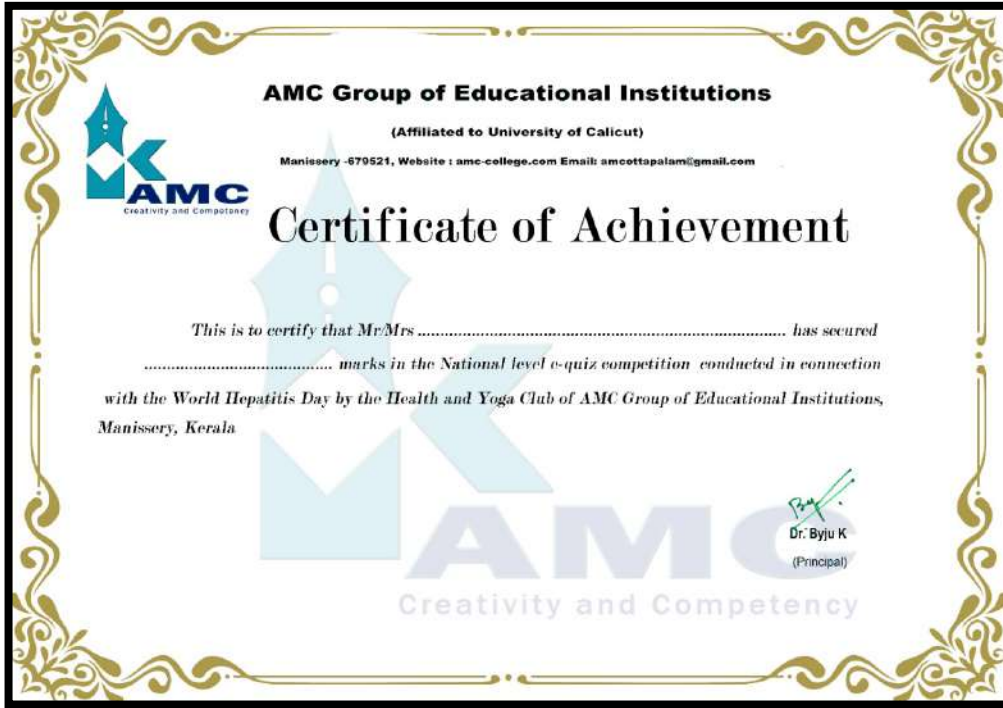 AMC Group of Educational Institutions
(Affiliated to University of Calicut)
Manissery -679521, Website : amc-college.com Email: amcottapalam@gmail.com
AMC
Creativity and Competency
Certificate of Achievement
This is to certify that Mr/Mrs .................................................................................. has secured
.......................................... marks in the National level e-quiz competition conducted in connection
with the World Hepatitis Day by the Health and Yoga Club of AMC Group of Educational Institutions,
Manissery, Kerala
Dr. Byju K
(Principal)
AMC
Creativity and Competency